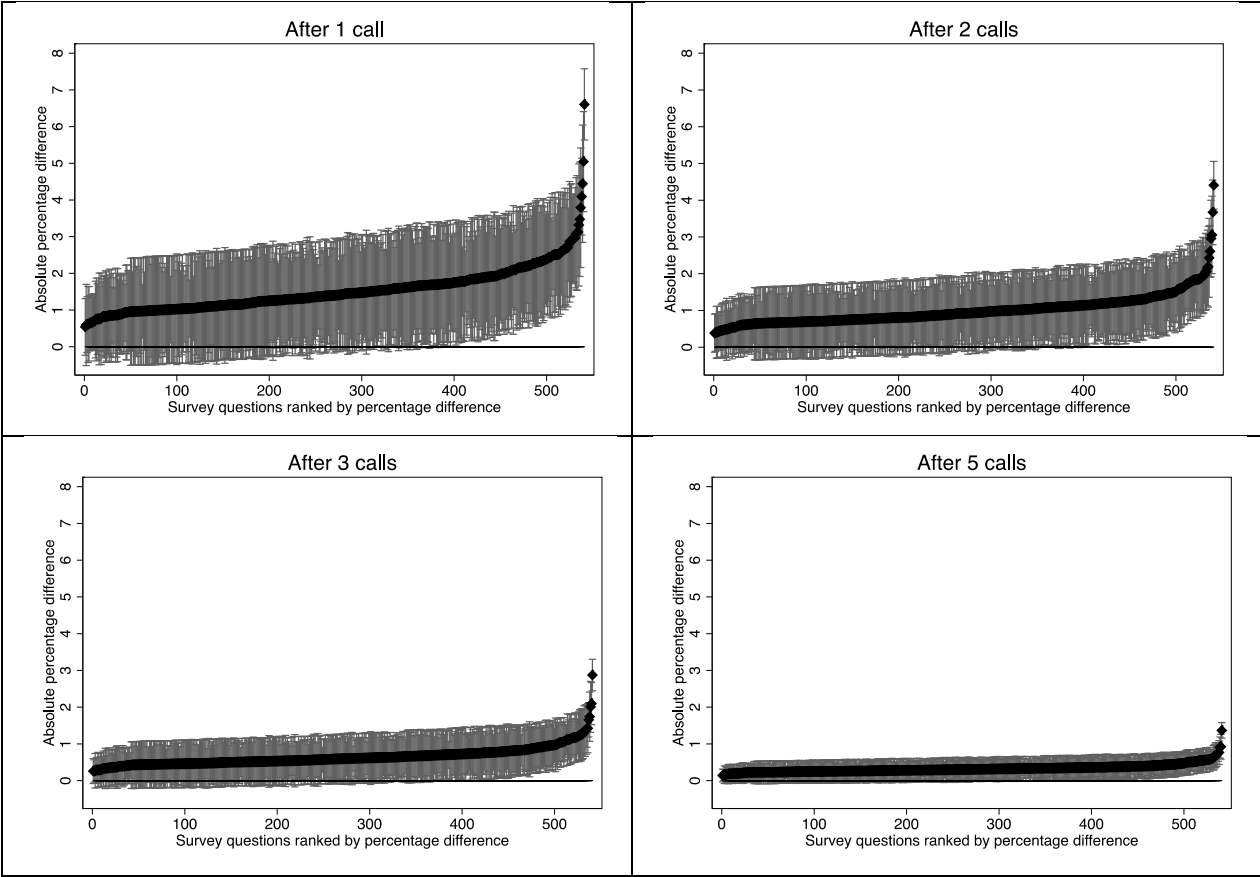 After 1 call
Absolute percentage difference
8
7
6
5
4
3
2
1
0
0 100 200 300 400 500
Survey questions ranked by percentage difference
After 2 calls
Absolute percentage difference
8
7
6
5
4
3
2
1
0
0 100 200 300 400 500
Survey questions ranked by percentage difference
After 3 calls
Absolute percentage difference
8
7
6
5
4
3
2
1
0
0 100 200 300 400 500
Survey questions ranked by percentage difference
After 5 calls
Absolute percentage difference
8
7
6
5
4
3
2
1
0
0 100 200 300 400 500
Survey questions ranked by percentage difference